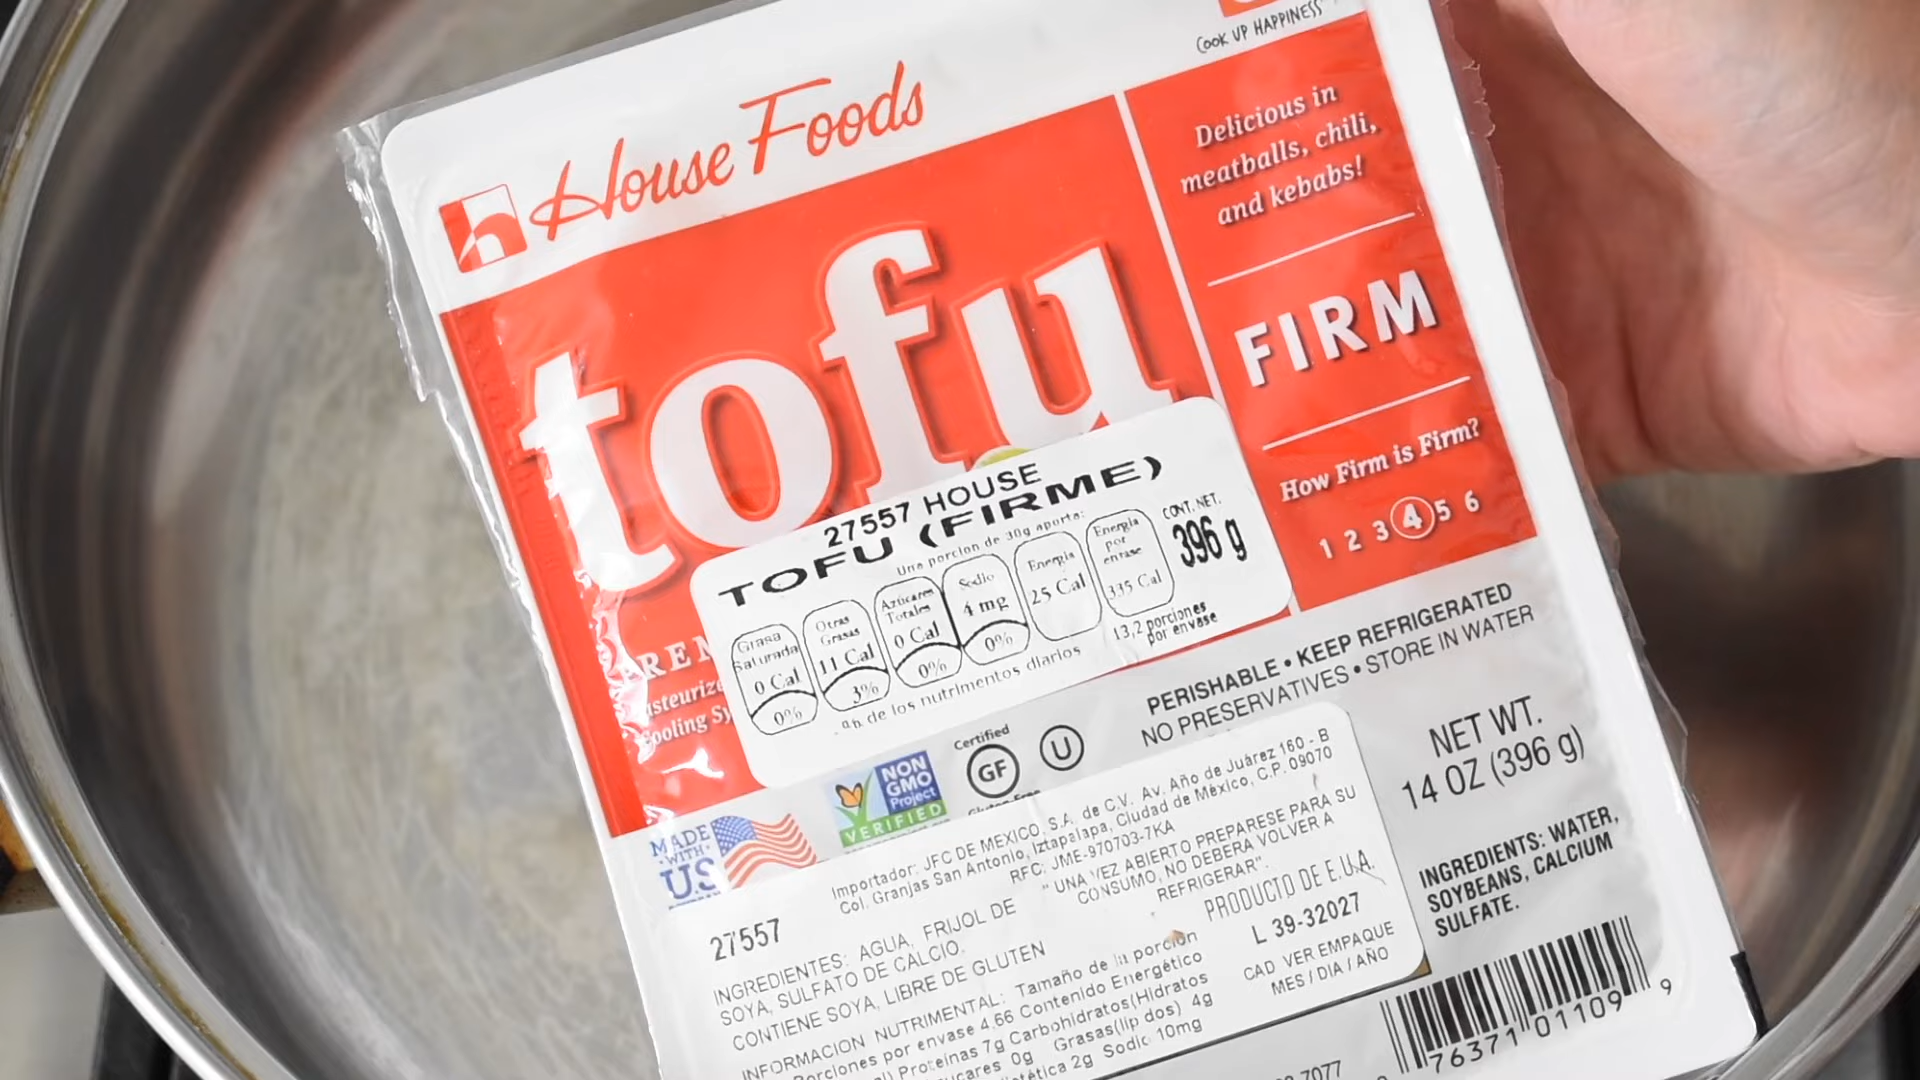 COOK UP HAPPINESS
House Foods
tofu
Delicious in
meatballs, chili,
and kebabs!
FIRM
How Firm is Firm?
1 2 3 4 5 6
27557 HOUSE
TOFU (FIRME)
Una porcion de 30g aporta:
Grasa
Saturada
0 Cal
0%
Otras
Grasas
11 Cal
3%
Azúcares
Totales
0 Cal
0%
Sodio
4 mg
0%
Energia
25 Cal
Energia
por
envase
335 Cal
CONT. NET.
396 g
13,2 porciones
por envase
de los nutrimentos diarios
PERISHABLE • KEEP REFRIGERATED
NO PRESERVATIVES • STORE IN WATER
MADE
WITH
US
NON
GMO
Project
VERIFIED
Certified
GF
U
NET WT.
14 OZ (396 g)
INGREDIENTS: WATER,
SOYBEANS, CALCIUM
SULFATE.
Importador: JFC DE MEXICO, S.A. de C.V. Av. Año de Juárez 160 - B
Col. Granjas San Antonio, Iztapalapa, Ciudad de México, C.P. 09070
RFC: JME-970703-7KA
" UNA VEZ ABIERTO PREPARESE PARA SU
CONSUMO, NO DEBERA VOLVER A
REFRIGERAR".
PRODUCTO DE E.U.A.
L 39-32027
CAD VER EMPAQUE
MES / DIA / AÑO
27557
INGREDIENTES: AGUA, FRIJOL DE
SOYA, SULFATO DE CALCIO.
CONTIENE SOYA, LIBRE DE GLUTEN
INFORMACION NUTRIMENTAL: Tamaño de la porción
Porciones por envase 4.66 Contenido Energético
Proteinas 7g Carbohidratos(Hidratos
0g Grasas(lip dos) 4g
2g Sodio 10mg
76371 01109 9
7077